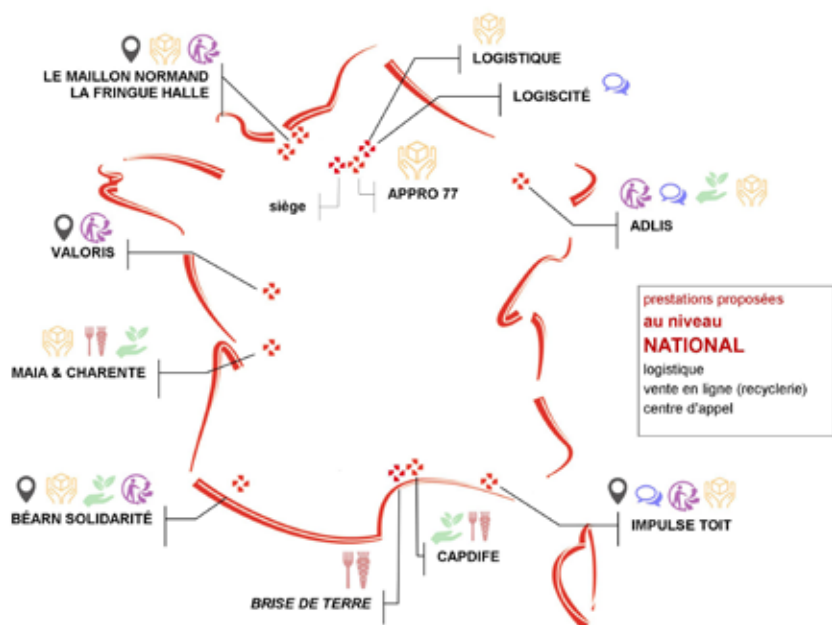 LOGISTIQUE
LE MAILLON NORMAND
LA FRINGUE HALLE
LOGISCITÉ
siège
APPRO 77
ADLIS
VALORIS
prestations proposées
au niveau
NATIONAL
logistique
vente en ligne (recyclerie)
centre d'appel
MAIA & CHARENTE
BÉARN SOLIDARITÉ
IMPULSE TOIT
CAPDIFE
BRISE DE TERRE